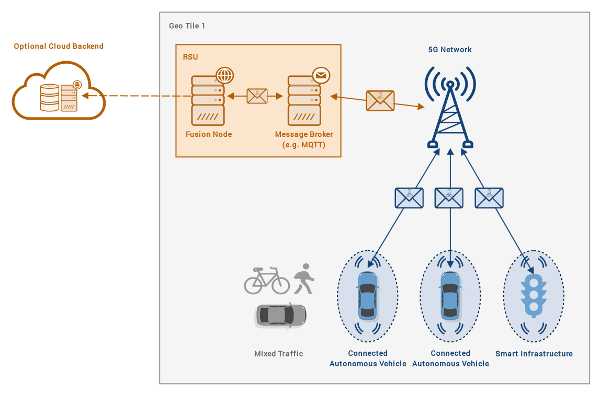 Geo Tile 1
Optional Cloud Backend
RSU
5G Network
Fusion Node
Message Broker
(e.g. MQTT)
Mixed Traffic
Connected
Autonomous Vehicle
Connected
Autonomous Vehicle
Smart Infrastructure